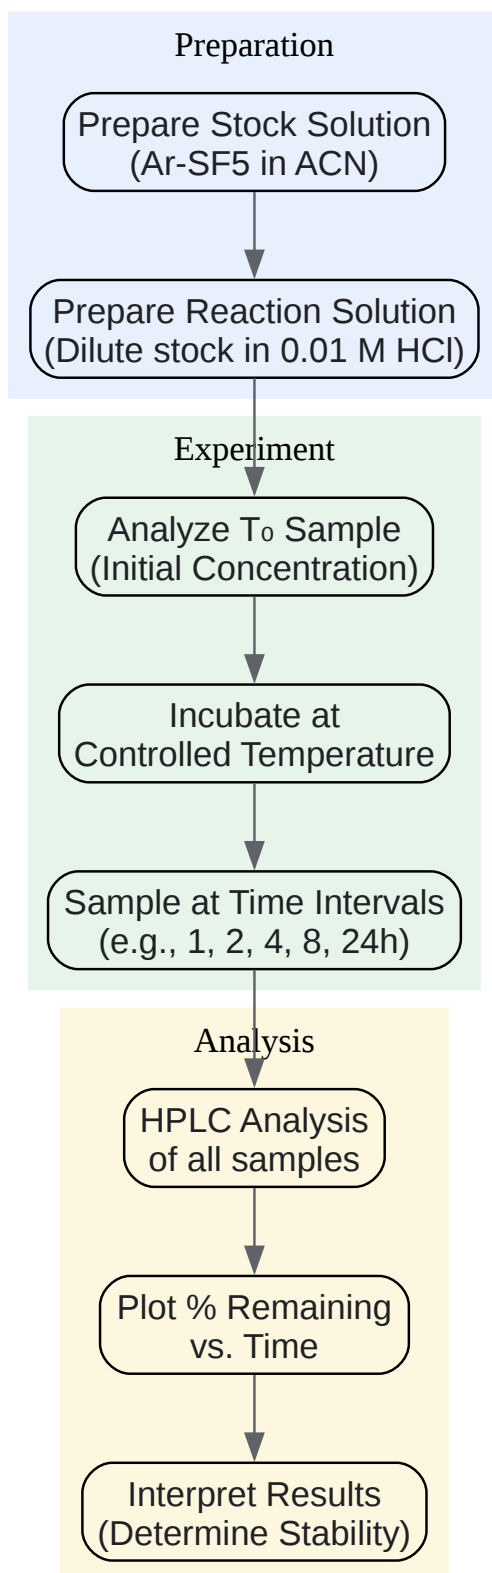 Preparation
Prepare Stock Solution
(Ar-SF5 in ACN)
Prepare Reaction Solution
(Dilute stock in 0.01 M HCl)
Experiment
Analyze T₀ Sample
(Initial Concentration)
Incubate at
Controlled Temperature
Sample at Time Intervals
(e.g., 1, 2, 4, 8, 24h)
Analysis
HPLC Analysis
of all samples
Plot % Remaining
vs. Time
Interpret Results
(Determine Stability)